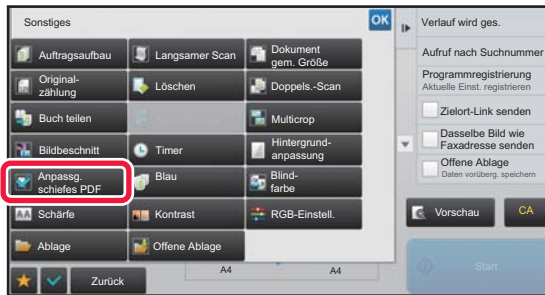 Sonstiges
OK
Auftragsaufbau
Langsamer Scan
Dokument
gem. Größe
Original-
zählung
Löschen
Doppels.-Scan
Buch teilen
Multicrop
Bildbeschnitt
Timer
Hintergrund-
anpassung
Anpassg.
schiefes PDF
Blau
Blind-
farbe
Schärfe
Kontrast
RGB-Einstell.
Ablage
Offene Ablage
Zurück
A4
A4
Verlauf wird ges.
Aufruf nach Suchnummer
Programmregistrierung
Aktuelle Einst. registrieren
Zielort-Link senden
Dasselbe Bild wie
Faxadresse senden
Offene Ablage
Daten vorüberg. speichern
Vorschau
CA
Start